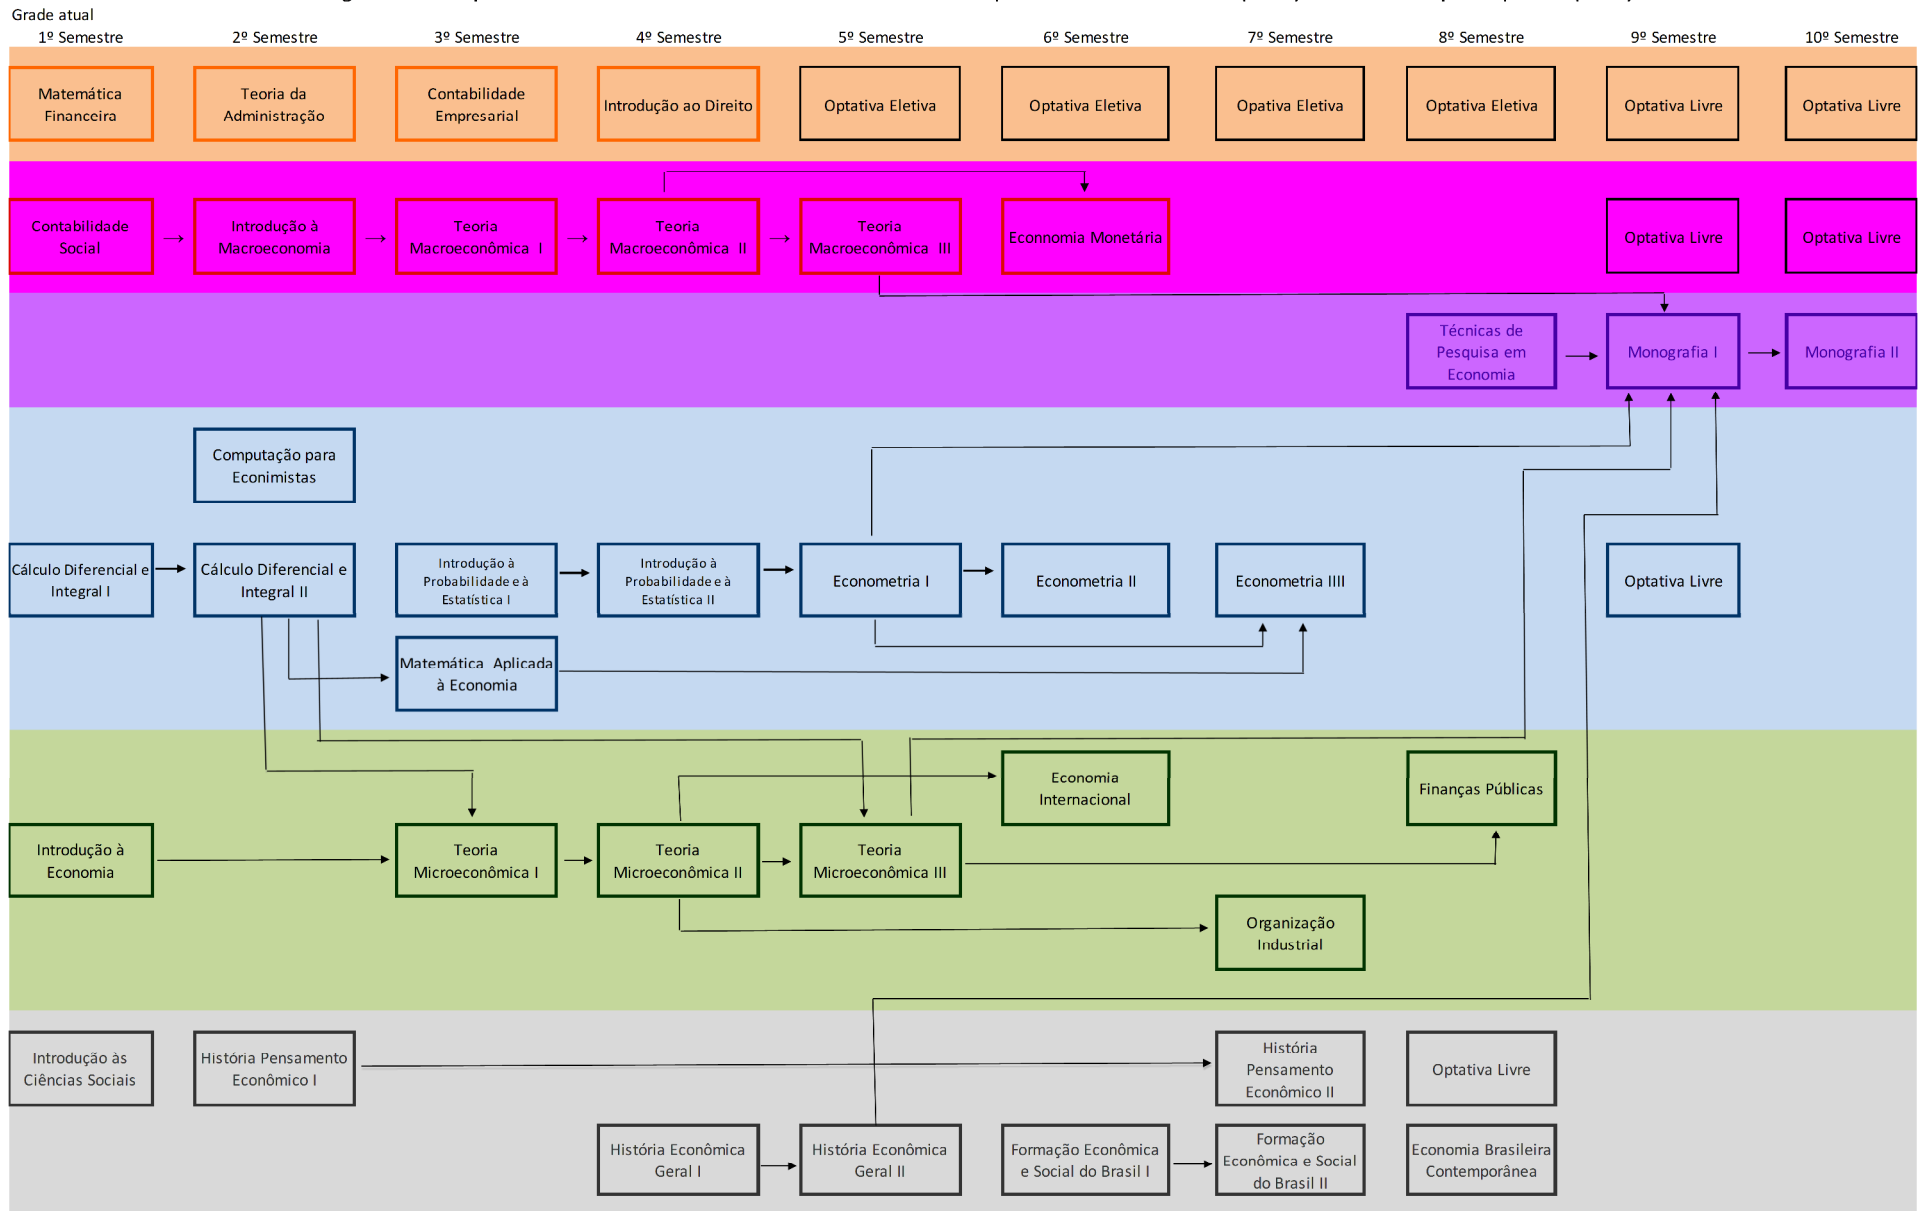 Grade atual
1º Semestre 2º Semestre 3º Semestre 4º Semestre 5º Semestre 6º Semestre 7º Semestre 8º Semestre 9º Semestre 10º Semestre
Matemática
Financeira
Teoria da
Administração
Contabilidade
Empresarial
Introdução ao Direito
Optativa Eletiva
Optativa Eletiva
Opativa Eletiva
Optativa Eletiva
Optativa Livre
Optativa Livre
Contabilidade
Social
Introdução à
Macroeconomia
Teoria
Macroeconômica I
Teoria
Macroeconômica II
Teoria
Macroeconômica III
Econnomia Monetária
Optativa Livre
Optativa Livre
Técnicas de
Pesquisa em
Economia
Monografia I
Monografia II
Computação para
Econimistas
Cálculo Diferencial e
Integral I
Cálculo Diferencial e
Integral II
Introdução à
Probabilidade e à
Estatística I
Introdução à
Probabilidade e à
Estatística II
Econometria I
Econometria II
Econometria IIII
Optativa Livre
Matemática Aplicada
à Economia
Economia
Internacional
Finanças Públicas
Introdução à
Economia
Teoria
Microeconômica I
Teoria
Microeconômica II
Teoria
Microeconômica III
Organização
Industrial
Introdução às
Ciências Sociais
História Pensamento
Econômico I
História
Pensamento
Econômico II
Optativa Livre
História Econômica
Geral I
História Econômica
Geral II
Formação Econômica
e Social do Brasil I
Formação
Econômica e Social
do Brasil II
Economia Brasileira
Contemporânea